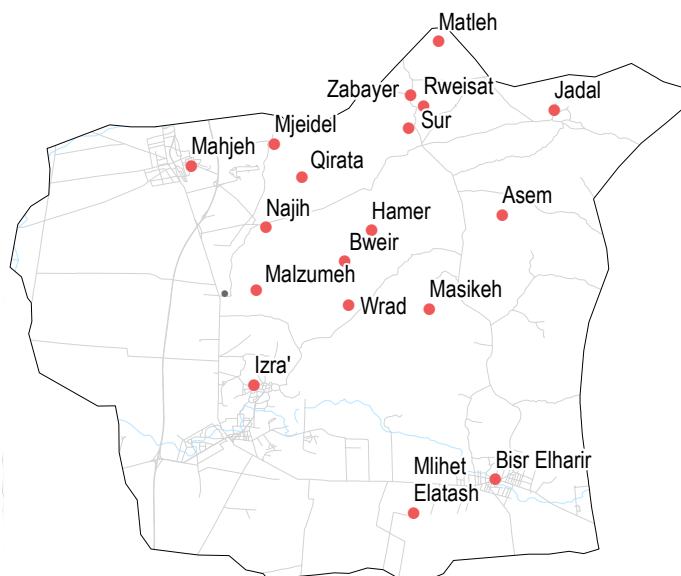 Matleh
Zabayer
Rweisat
Jadal
Sur
Mjeidel
Mahjeh
Qirata
Asem
Najih
Hamer
Bweir
Malzumeh
Wrad
Masikeh
Izra'
Mlihet
Elatash
Bisr Elharir